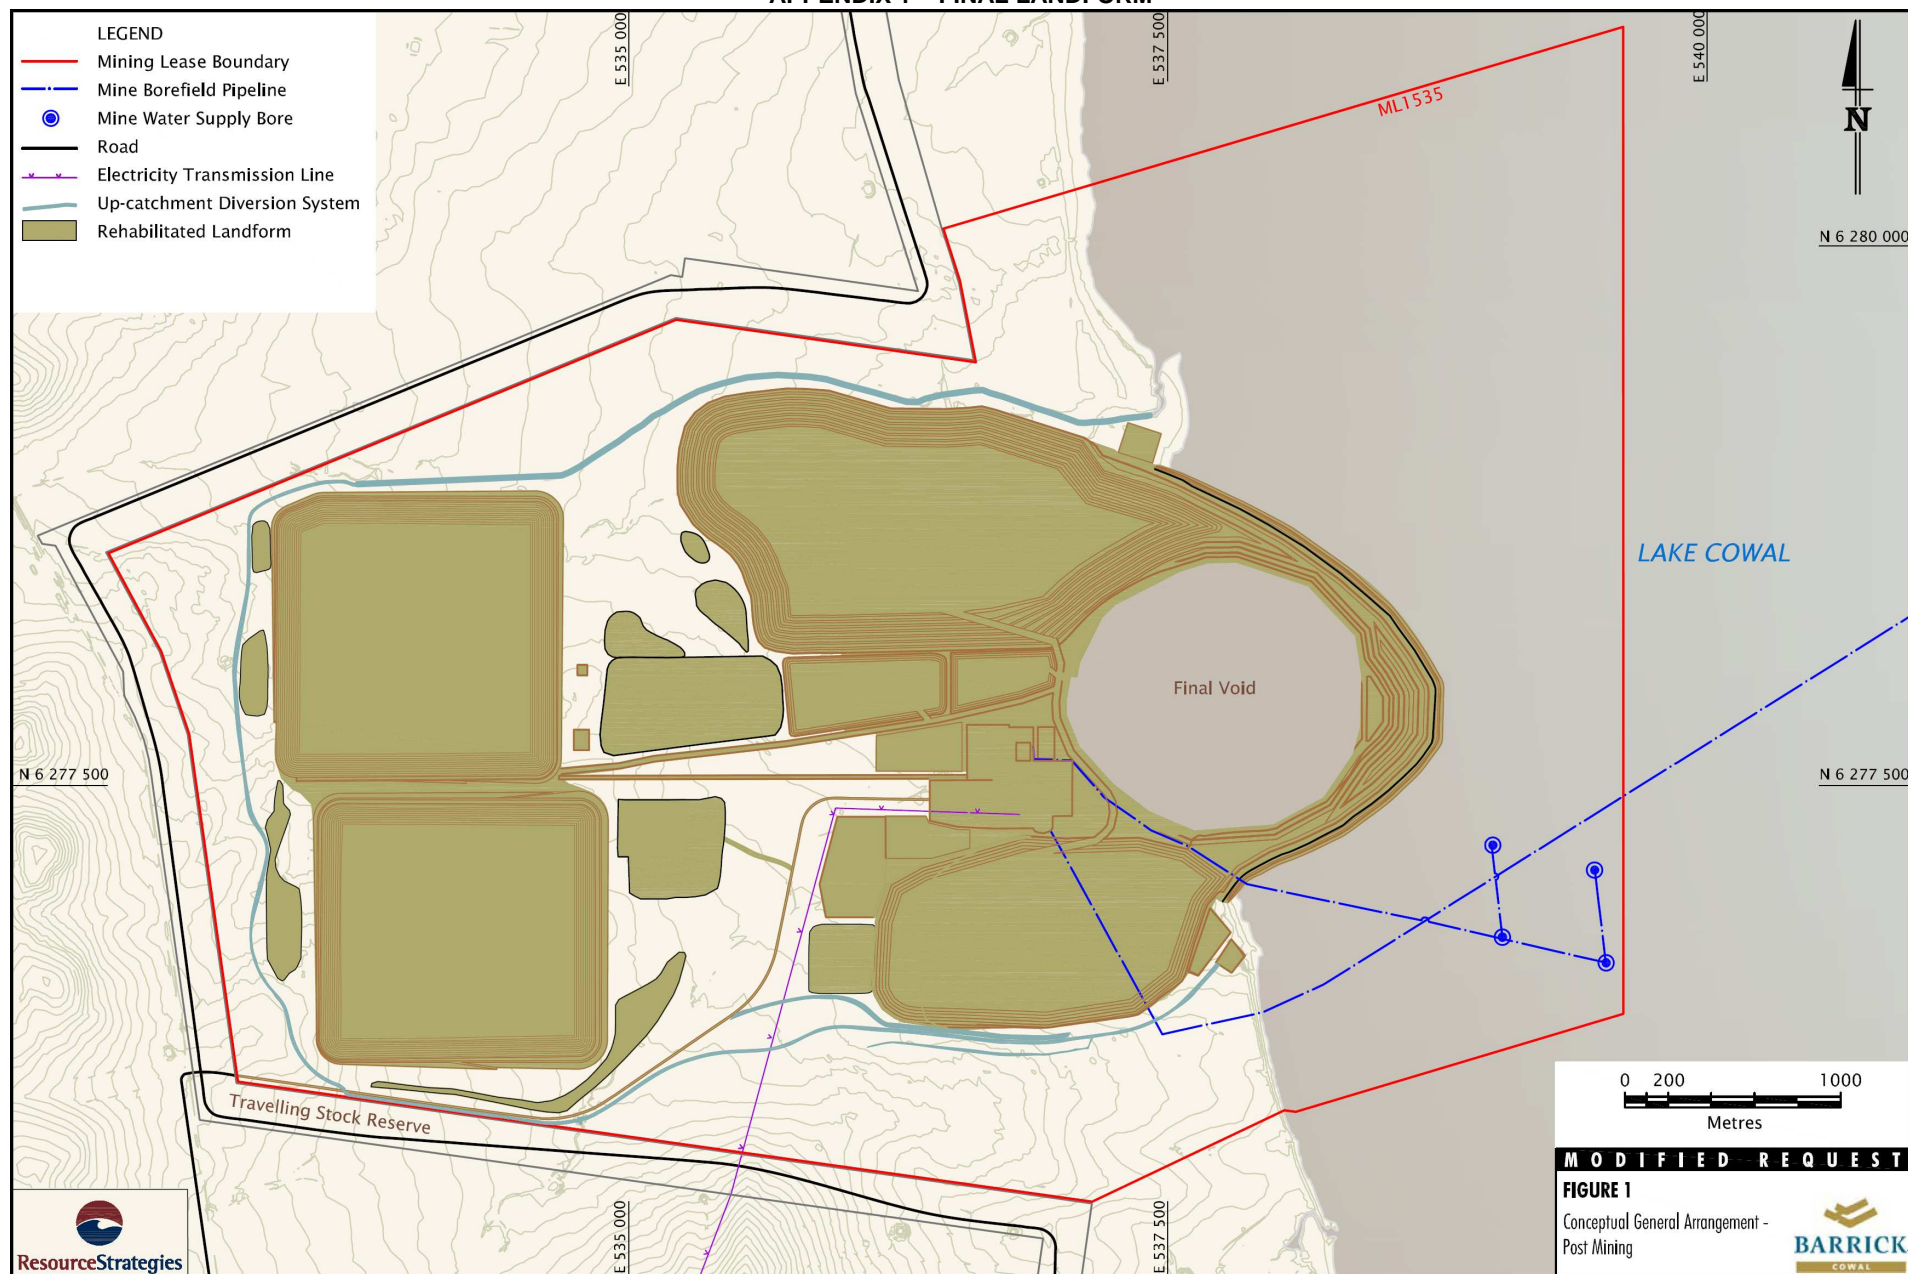 LEGEND
Mining Lease Boundary
Mine Borefield Pipeline
Mine Water Supply Bore
Road
Electricity Transmission Line
Up-catchment Diversion System
Rehabilitated Landform
E 535 000
E 537 500
E 540 000
ML1535
N
N 6 280 000
LAKE COWAL
Final Void
N 6 277 500
N 6 277 500
Travelling Stock Reserve
E 535 000
E 537 500
0 200 1000
Metres
MODIFIED REQUEST
FIGURE 1
Conceptual General Arrangement -
Post Mining
BARRICK
COWAL
ResourceStrategies